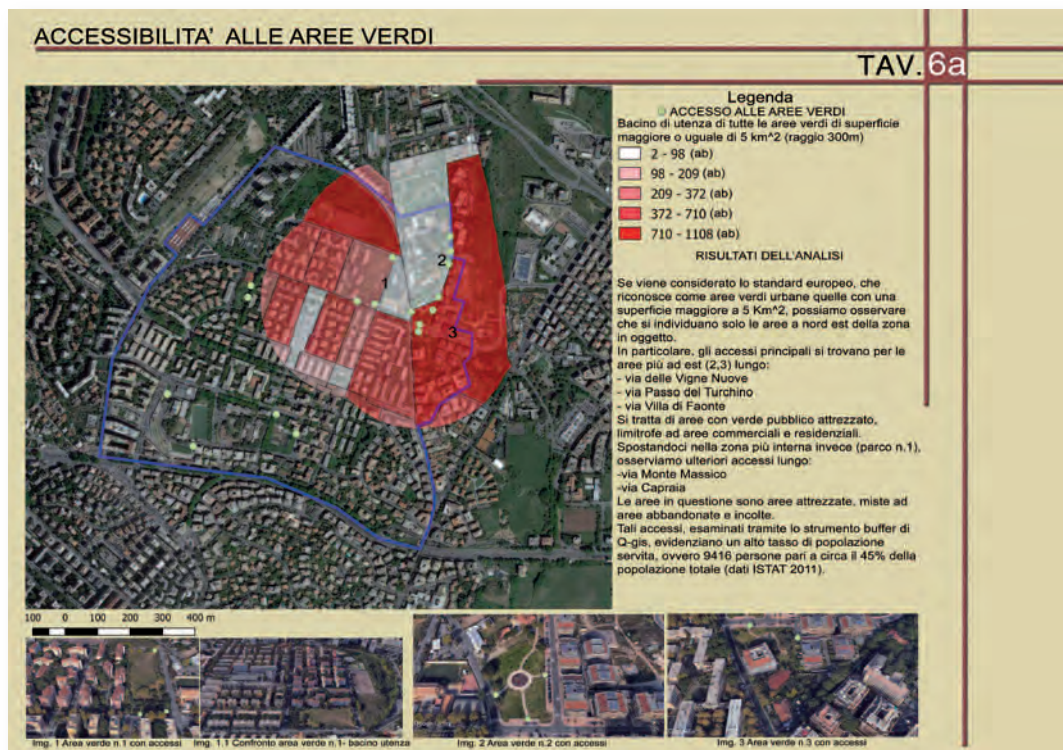 ACCESSIBILITA' ALLE AREE VERDI
TAV. 6a
Legenda
ACCESSO ALLE AREE VERDI
Bacino di utenza di tutte le aree verdi di superficie
maggiore o uguale di 5 km^2 (raggio 300m)
2 - 98 (ab)
98 - 209 (ab)
209 - 372 (ab)
372 - 710 (ab)
710 - 1108 (ab)
RISULTATI DELL'ANALISI
Se viene considerato lo standard europeo, che
riconosce come aree verdi urbane quelle con una
superficie maggiore a 5 Km^2, possiamo osservare
che si individuano solo le aree a nord est della zona
in oggetto.
In particolare, gli accessi principali si trovano per le
aree più ad est (2,3) lungo:
- via delle Vigne Nuove
- via Passo del Turchino
- via Villa di Faonte
Si tratta di aree con verde pubblico attrezzato,
limitrofe ad aree commerciali e residenziali.
Spostandoci nella zona più interna invece (parco n.1),
osserviamo ulteriori accessi lungo:
-via Monte Massico
-via Capraia
Le aree in questione sono aree attrezzate, miste ad
aree abbandonate e incolte.
Tali accessi, esaminati tramite lo strumento buffer di
Q-gis, evidenziano un alto tasso di popolazione
servita, ovvero 9416 persone pari a circa il 45% della
popolazione totale (dati ISTAT 2011).
1
2
3
100 0 100 200 300 400 m
Img. 1 Area verde n.1 con accessi
Img. 1.1 Confronto area verde n.1- bacino utenza
Img. 2 Area verde n.2 con accessi
Img. 3 Area verde n.3 con accessi